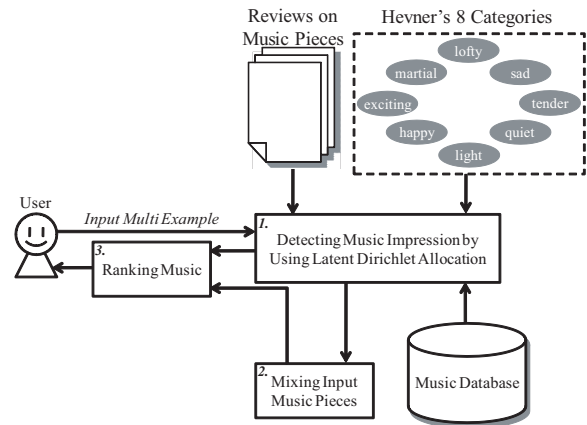 Reviews on
Music Pieces
Hevner's 8 Categories
lofty
martial
sad
exciting
tender
happy
quiet
light
User
Input Multi Example
1.
Detecting Music Impression by
Using Latent Dirichlet Allocation
3.
Ranking Music
2.
Mixing Input
Music Pieces
Music Database